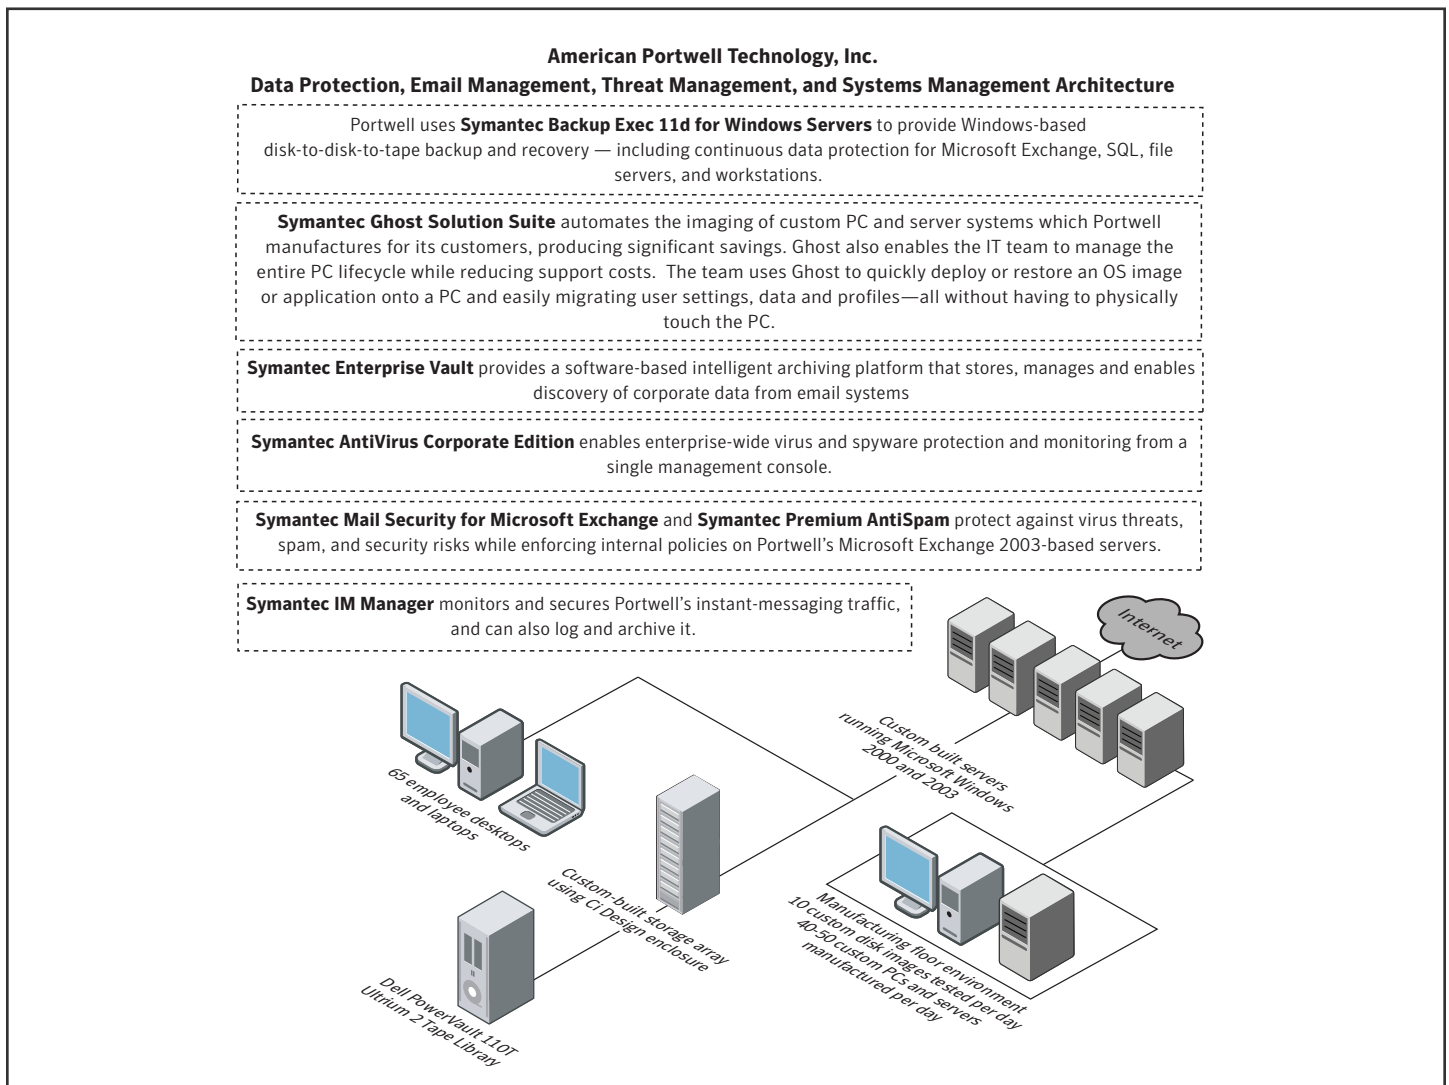 American Portwell Technology, Inc.
Data Protection, Email Management, Threat Management, and Systems Management Architecture
Portwell uses Symantec Backup Exec 11d for Windows Servers to provide Windows-based
disk-to-disk-to-tape backup and recovery — including continuous data protection for Microsoft Exchange, SQL, file
servers, and workstations.
Symantec Ghost Solution Suite automates the imaging of custom PC and server systems which Portwell
manufactures for its customers, producing significant savings. Ghost also enables the IT team to manage the
entire PC lifecycle while reducing support costs.  The team uses Ghost to quickly deploy or restore an OS image
or application onto a PC and easily migrating user settings, data and profiles—all without having to physically
touch the PC.
Symantec Enterprise Vault provides a software-based intelligent archiving platform that stores, manages and enables
discovery of corporate data from email systems
Symantec AntiVirus Corporate Edition enables enterprise-wide virus and spyware protection and monitoring from a
single management console.
Symantec Mail Security for Microsoft Exchange and Symantec Premium AntiSpam protect against virus threats,
spam, and security risks while enforcing internal policies on Portwell's Microsoft Exchange 2003-based servers.
Symantec IM Manager monitors and secures Portwell's instant-messaging traffic,
and can also log and archive it.
Internet
Custom built servers
running Microsoft Windows
2000 and 2003
65 employee desktops
and laptops
Custom-built storage array
using Ci Design enclosure
Manufacturing floor environment
10 custom disk images tested per day
40-50 custom PCs and servers
manufactured per day
Dell PowerVault 110T
Ultrium 2 Tape Library